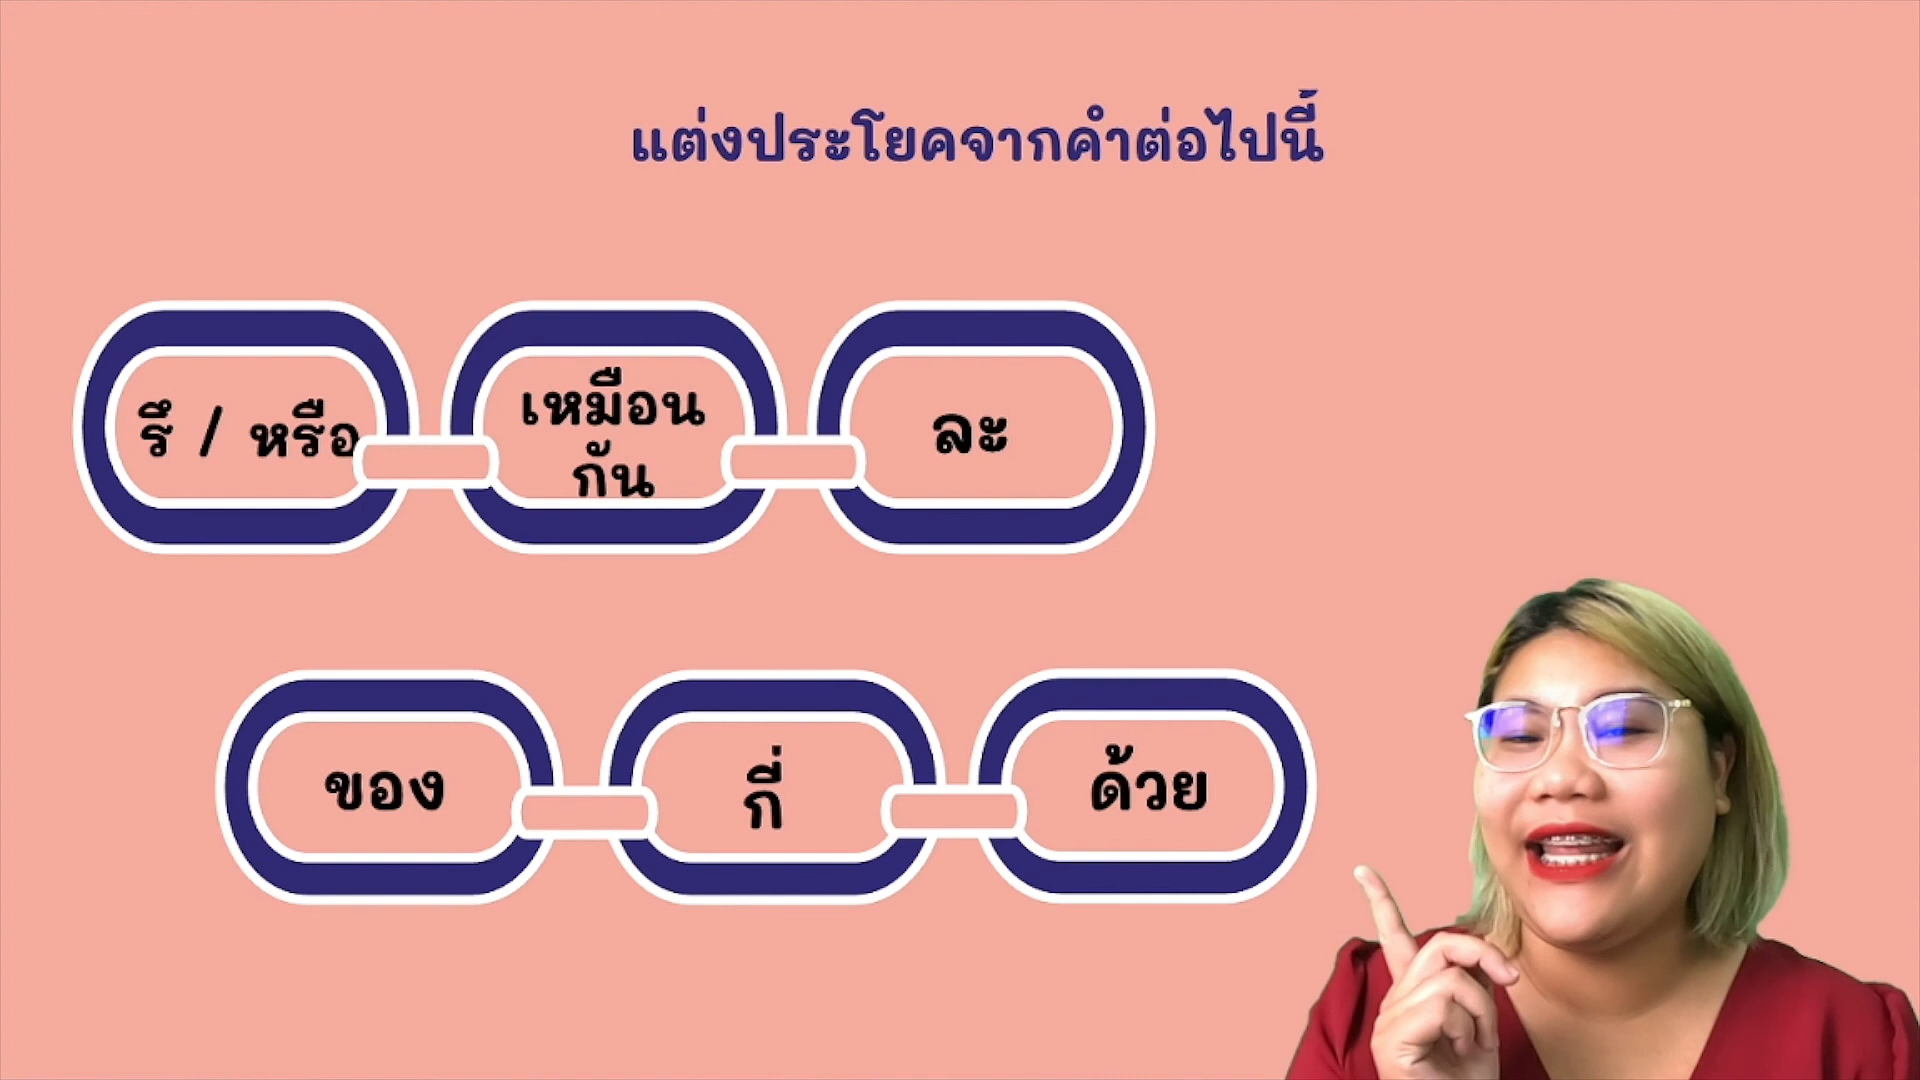 แต่งประโยคจากคำต่อไปนี้
รึ / หรือ
เหมือน
กัน
ละ
ของ
กี่
ด้วย